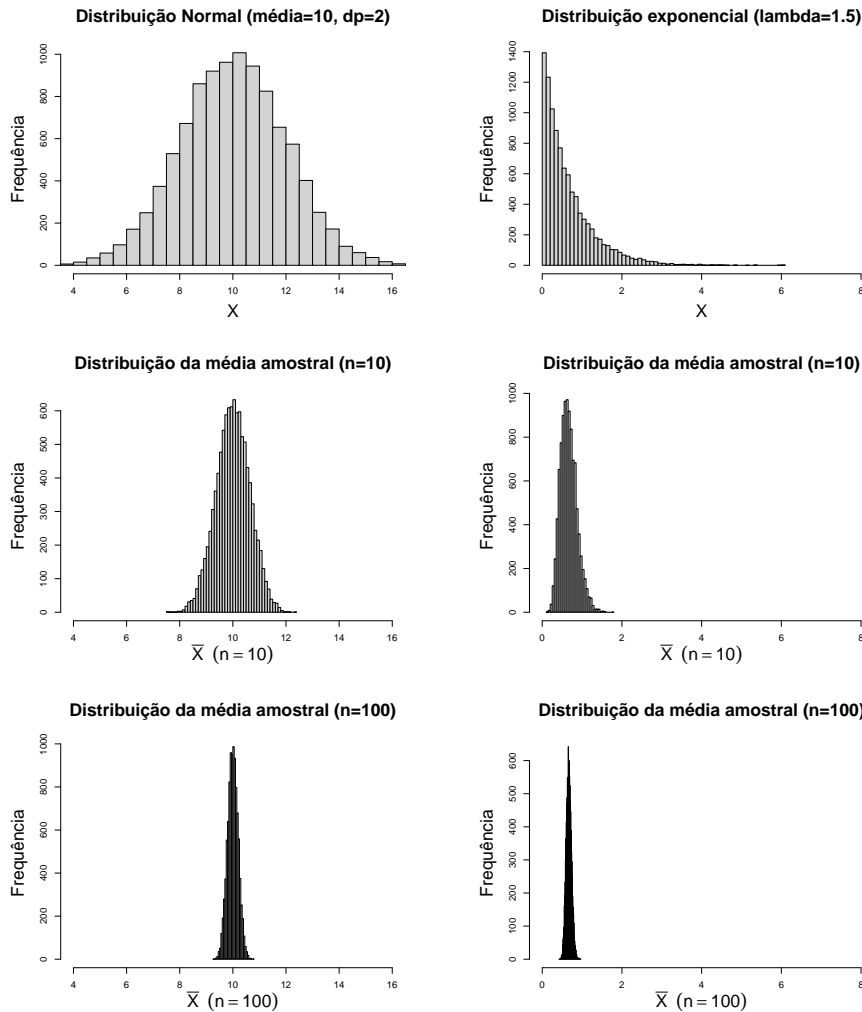 Distribuição Normal (média=10, dp=2)
Frequência
0 200 400 600 800 1000
4 6 8 10 12 14 16
X
Distribuição exponencial (lambda=1.5)
Frequência
0 200 400 600 800 1000 1200 1400
0 2 4 6 8
X
Distribuição da média amostral (n=10)
Frequência
0 100 200 300 400 500 600
4 6 8 10 12 14 16
X̅ (n = 10)
Distribuição da média amostral (n=10)
Frequência
0 200 400 600 800 1000
0 2 4 6 8
X̅ (n = 10)
Distribuição da média amostral (n=100)
Frequência
0 200 400 600 800 1000
4 6 8 10 12 14 16
X̅ (n = 100)
Distribuição da média amostral (n=100)
Frequência
0 100 200 300 400 500 600
0 2 4 6 8
X̅ (n = 100)